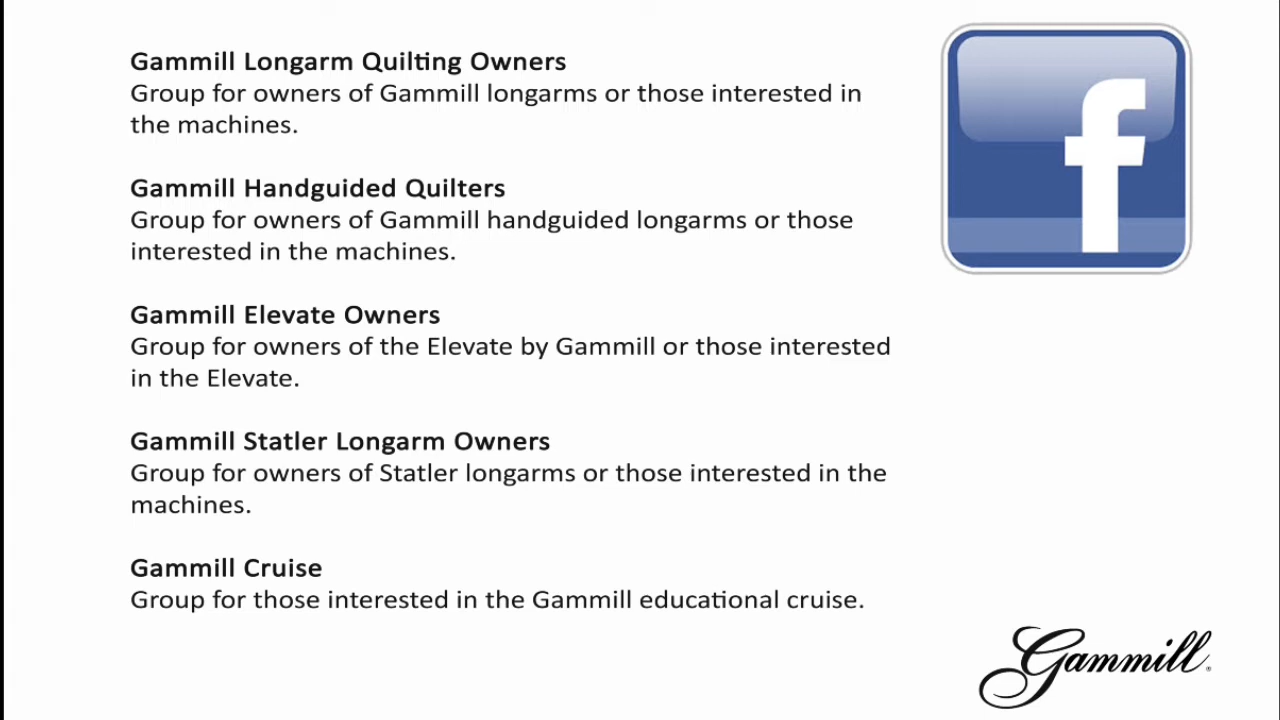 Gammill Longarm Quilting Owners
Group for owners of Gammill longarms or those interested in
the machines.
Gammill Handguided Quilters
Group for owners of Gammill handguided longarms or those
interested in the machines.
Gammill Elevate Owners
Group for owners of the Elevate by Gammill or those interested
in the Elevate.
Gammill Statler Longarm Owners
Group for owners of Statler longarms or those interested in the
machines.
Gammill Cruise
Group for those interested in the Gammill educational cruise.
f
Gammill®